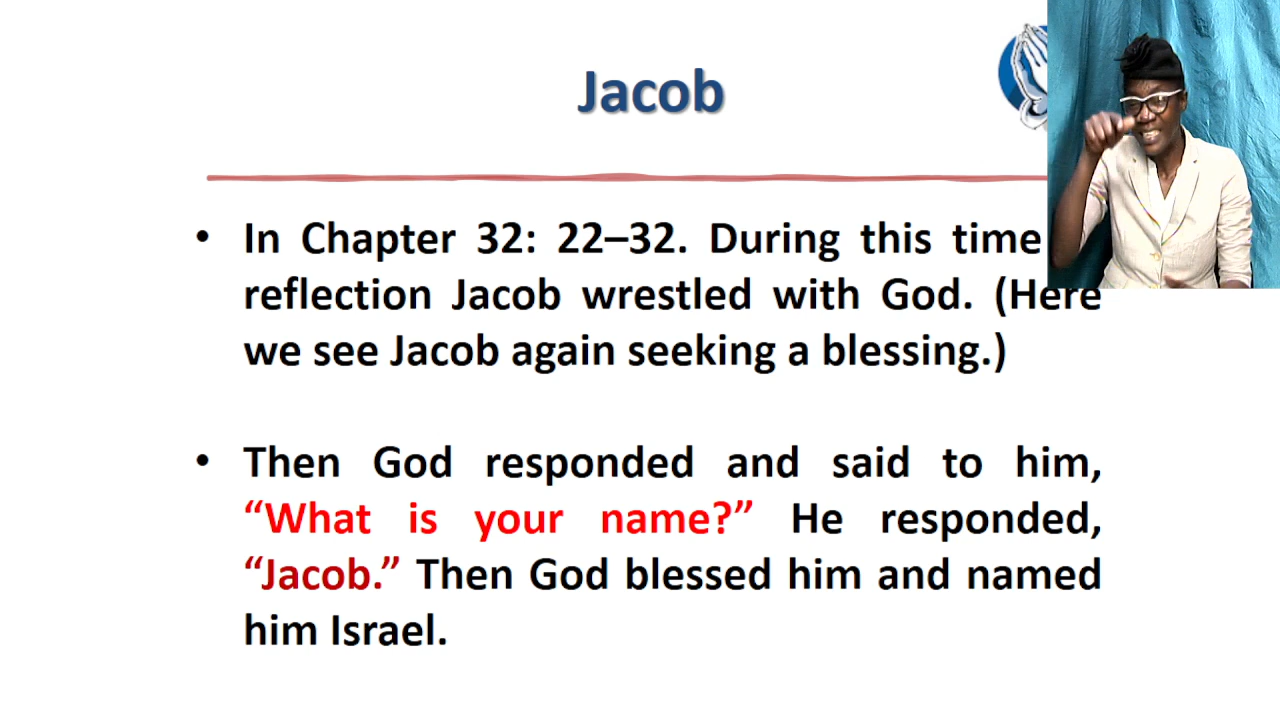 Jacob
• In Chapter 32: 22–32. During this time
reflection Jacob wrestled with God. (Here
we see Jacob again seeking a blessing.)
• Then God responded and said to him,
“What is your name?” He responded,
“Jacob.” Then God blessed him and named
him Israel.